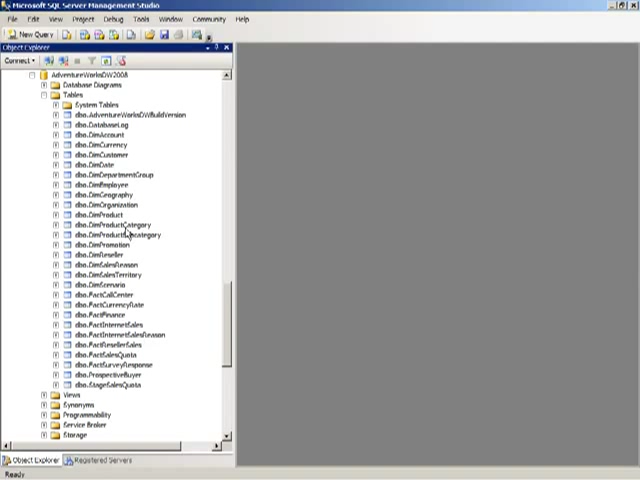 Microsoft SQL Server Management Studio
File Edit View Project Debug Tools Window Community Help
New Query
Object Explorer
Connect
AdventureWorksDW2008
Database Diagrams
Tables
System Tables
dbo.AdventureWorksDWBuildVersion
dbo.DatabaseLog
dbo.DimAccount
dbo.DimCurrency
dbo.DimCustomer
dbo.DimDate
dbo.DimDepartmentGroup
dbo.DimEmployee
dbo.DimGeography
dbo.DimOrganization
dbo.DimProduct
dbo.DimProductCategory
dbo.DimProductSubcategory
dbo.DimPromotion
dbo.DimReseller
dbo.DimSalesReason
dbo.DimSalesTerritory
dbo.DimScenario
dbo.FactCallCenter
dbo.FactCurrencyRate
dbo.FactFinance
dbo.FactInternetSales
dbo.FactInternetSalesReason
dbo.FactResellerSales
dbo.FactSalesQuota
dbo.FactSurveyResponse
dbo.ProspectiveBuyer
dbo.StageSalesQuota
Views
Synonyms
Programmability
Service Broker
Storage
Object Explorer Registered Servers
Ready